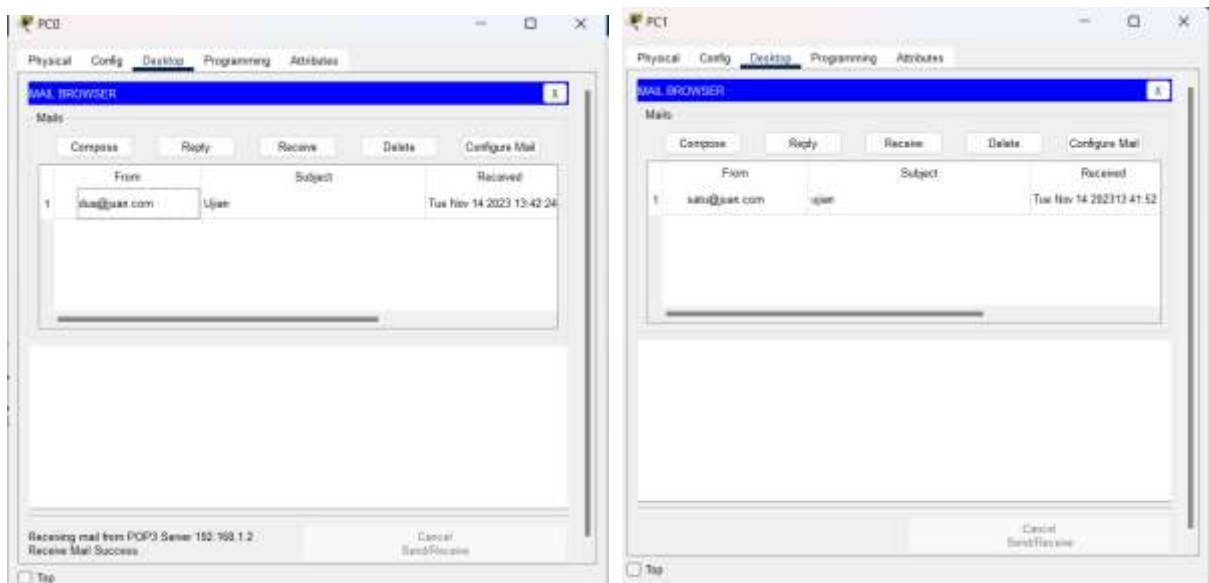 PC0
Physical Config Desktop Programming Attributes
MAIL BROWSER
X
Mails
Compose Reply Receive Delete Configure Mail
From Subject Received
1 dua@juan.com Ujian Tue Nov 14 2023 13:42:24
Receiving mail from POP3 Server 192.168.1.2
Receive Mail Success
Cancel
Send/Receive
Top
PC1
Physical Config Desktop Programming Attributes
MAIL BROWSER
X
Mails
Compose Reply Receive Delete Configure Mail
From Subject Received
1 satu@juan.com ujian Tue Nov 14 2023 13:41:52
Cancel
Send/Receive
Top